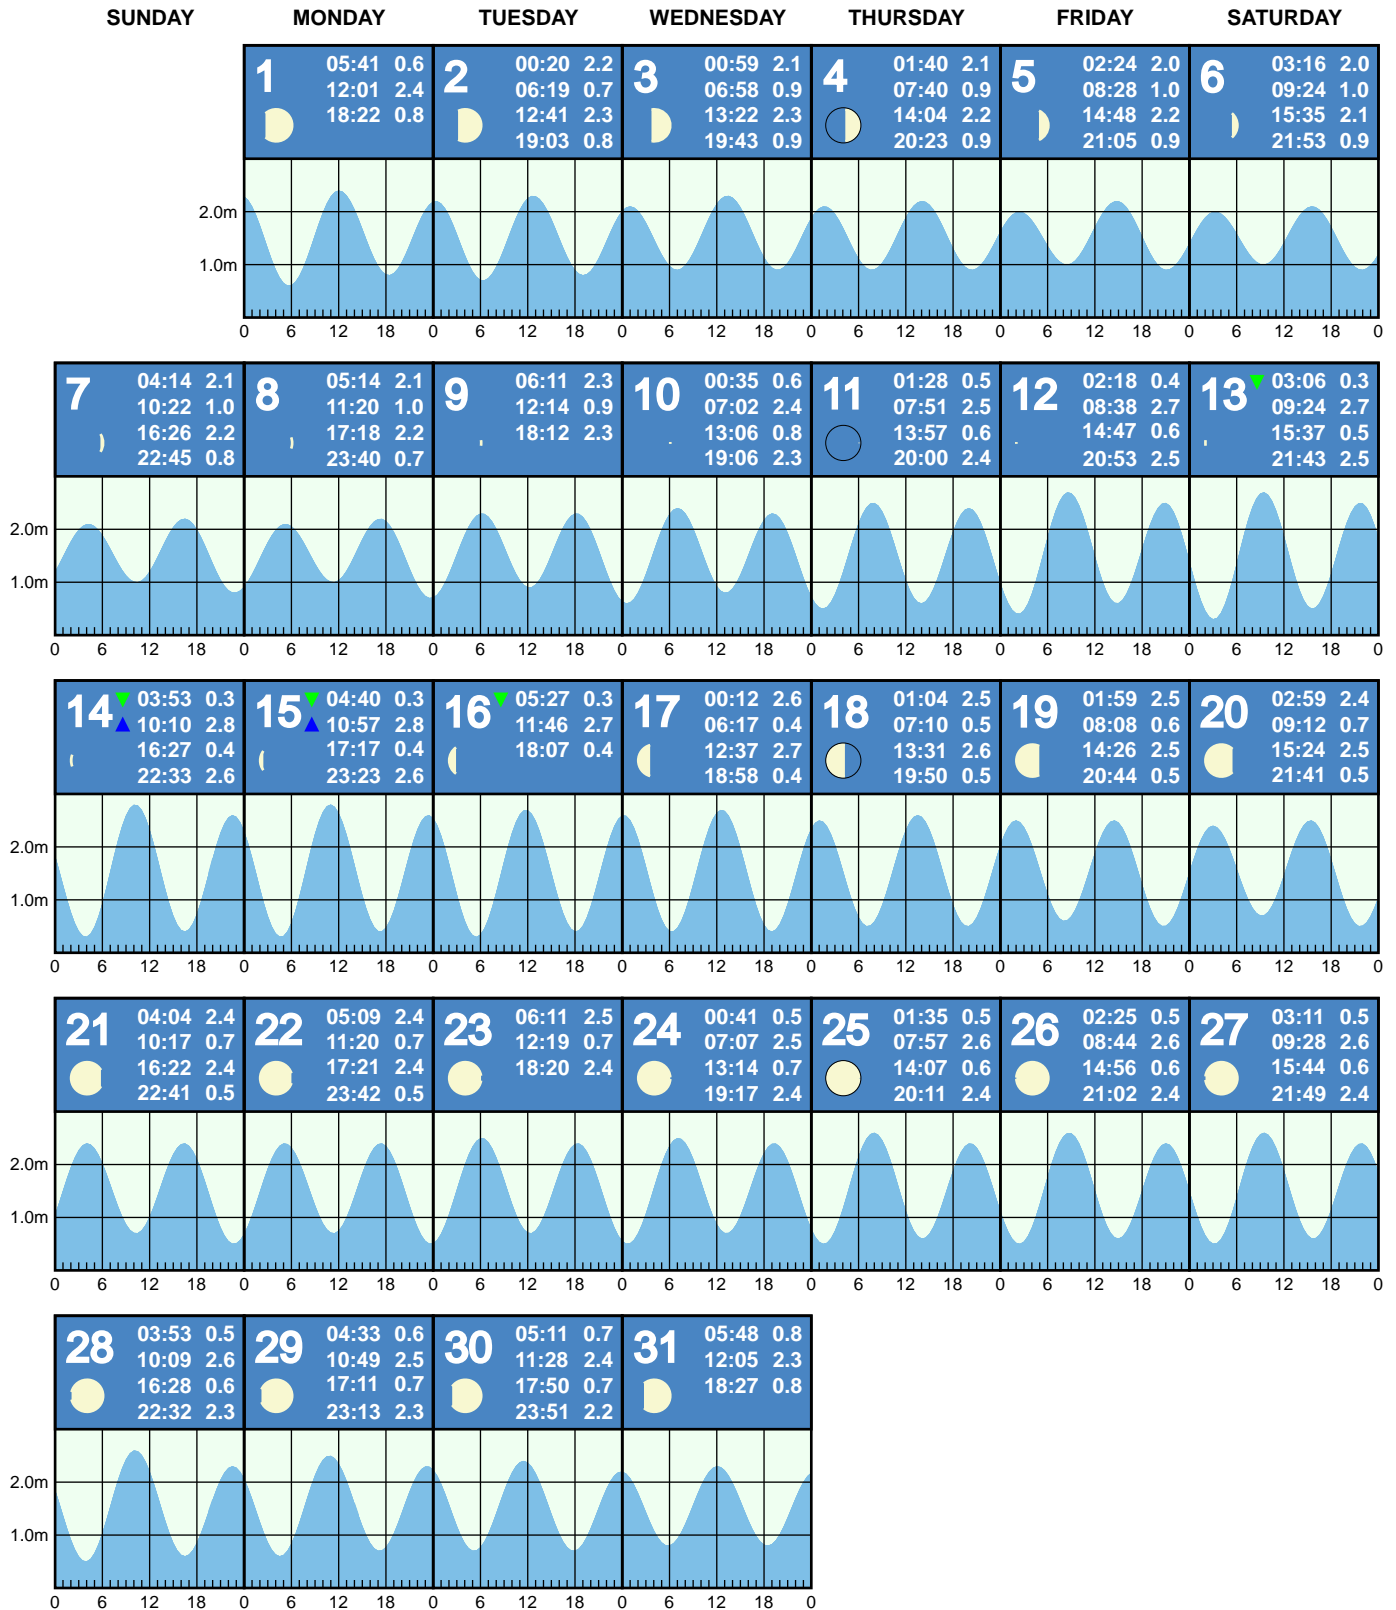 SUNDAY MONDAY TUESDAY WEDNESDAY THURSDAY FRIDAY SATURDAY
1 05:41 0.6
12:01 2.4
18:22 0.8
2 00:20 2.2
06:19 0.7
12:41 2.3
19:03 0.8
3 00:59 2.1
06:58 0.9
13:22 2.3
19:43 0.9
4 01:40 2.1
07:40 0.9
14:04 2.2
20:23 0.9
5 02:24 2.0
08:28 1.0
14:48 2.2
21:05 0.9
6 03:16 2.0
09:24 1.0
15:35 2.1
21:53 0.9
2.0m
1.0m
0 6 12 18 0 6 12 18 0 6 12 18 0 6 12 18 0 6 12 18 0 6 12 18 0
7 04:14 2.1
10:22 1.0
16:26 2.2
22:45 0.8
8 05:14 2.1
11:20 1.0
17:18 2.2
23:40 0.7
9 06:11 2.3
12:14 0.9
18:12 2.3
10 00:35 0.6
07:02 2.4
13:06 0.8
19:06 2.3
11 01:28 0.5
07:51 2.5
13:57 0.6
20:00 2.4
12 02:18 0.4
08:38 2.7
14:47 0.6
20:53 2.5
13 03:06 0.3
09:24 2.7
15:37 0.5
21:43 2.5
2.0m
1.0m
0 6 12 18 0 6 12 18 0 6 12 18 0 6 12 18 0 6 12 18 0 6 12 18 0 6 12 18 0
14 03:53 0.3
10:10 2.8
16:27 0.4
22:33 2.6
15 04:40 0.3
10:57 2.8
17:17 0.4
23:23 2.6
16 05:27 0.3
11:46 2.7
18:07 0.4
17 00:12 2.6
06:17 0.4
12:37 2.7
18:58 0.4
18 01:04 2.5
07:10 0.5
13:31 2.6
19:50 0.5
19 01:59 2.5
08:08 0.6
14:26 2.5
20:44 0.5
20 02:59 2.4
09:12 0.7
15:24 2.5
21:41 0.5
2.0m
1.0m
0 6 12 18 0 6 12 18 0 6 12 18 0 6 12 18 0 6 12 18 0 6 12 18 0 6 12 18 0
21 04:04 2.4
10:17 0.7
16:22 2.4
22:41 0.5
22 05:09 2.4
11:20 0.7
17:21 2.4
23:42 0.5
23 06:11 2.5
12:19 0.7
18:20 2.4
24 00:41 0.5
07:07 2.5
13:14 0.7
19:17 2.4
25 01:35 0.5
07:57 2.6
14:07 0.6
20:11 2.4
26 02:25 0.5
08:44 2.6
14:56 0.6
21:02 2.4
27 03:11 0.5
09:28 2.6
15:44 0.6
21:49 2.4
2.0m
1.0m
0 6 12 18 0 6 12 18 0 6 12 18 0 6 12 18 0 6 12 18 0 6 12 18 0 6 12 18 0
28 03:53 0.5
10:09 2.6
16:28 0.6
22:32 2.3
29 04:33 0.6
10:49 2.5
17:11 0.7
23:13 2.3
30 05:11 0.7
11:28 2.4
17:50 0.7
23:51 2.2
31 05:48 0.8
12:05 2.3
18:27 0.8
2.0m
1.0m
0 6 12 18 0 6 12 18 0 6 12 18 0 6 12 18 0